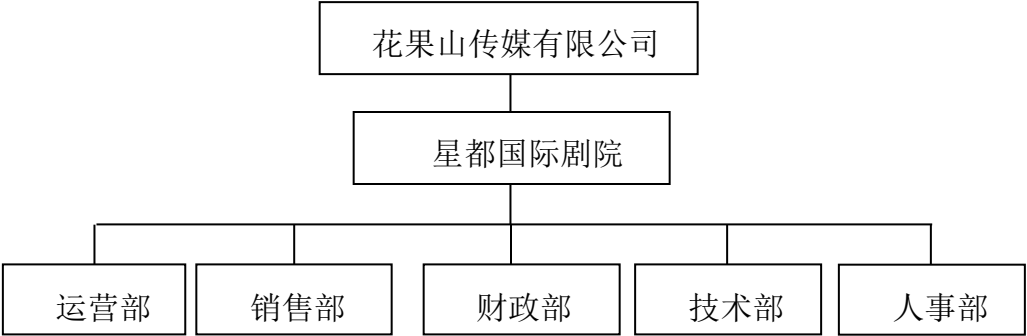 花果山传媒有限公司
星都国际剧院
运营部
销售部
财政部
技术部
人事部